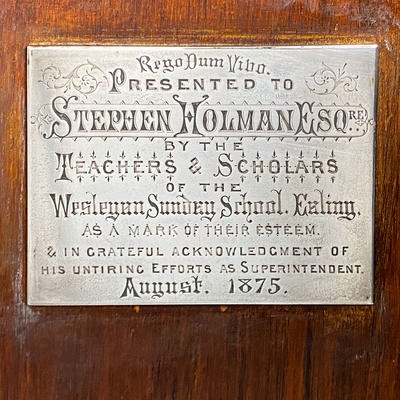 Rego Dum Vivo.
PRESENTED TO
STEPHEN HOLMAN ESQRE.
BY THE
TEACHERS & SCHOLARS
OF THE
Wesleyan Sunday School. Ealing.
AS A MARK OF THEIR ESTEEM.
& IN GRATEFUL ACKNOWLEDGMENT OF
HIS UNTIRING EFFORTS AS SUPERINTENDENT.
August. 1875.